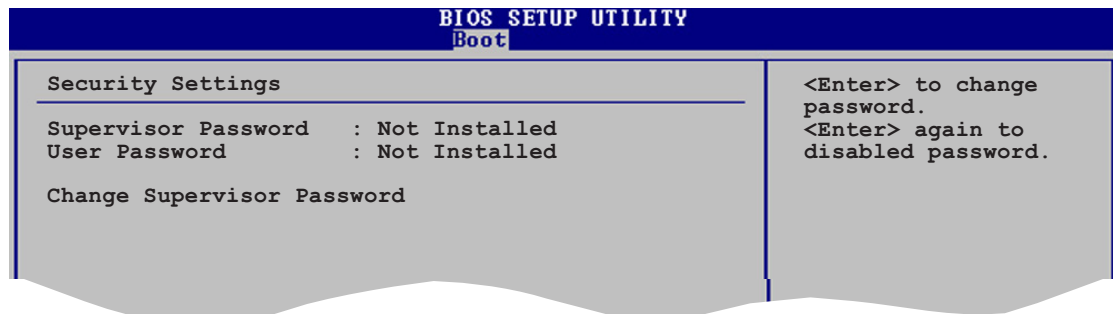 BIOS SETUP UTILITY
Boot
Security Settings
Supervisor Password : Not Installed
User Password : Not Installed
Change Supervisor Password
<Enter> to change
password.
<Enter> again to
disabled password.